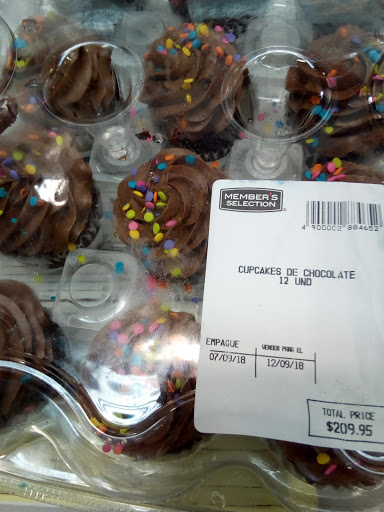 MEMBER'S
SELECTION
4 900002 884652
CUPCAKES DE CHOCOLATE
12 UND
EMPAQUE VENDER PARA EL
07/09/18 12/09/18
TOTAL PRICE
$209.95